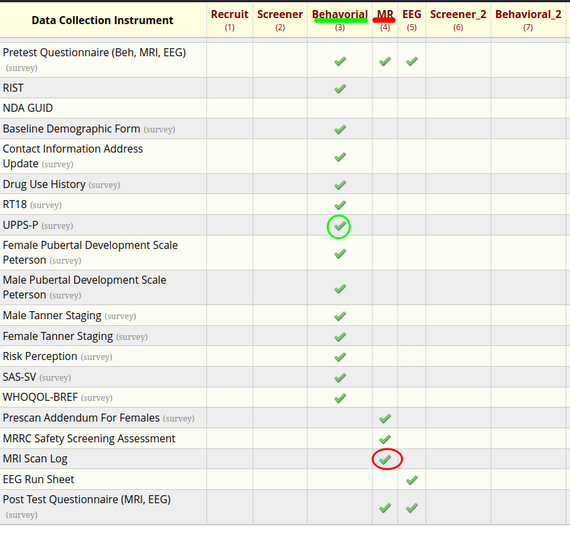 Data Collection Instrument Recruit Screener Behavorial MR EEG Screener_2 Behavioral_2
(1) (2) (3) (4) (5) (6) (7)
Pretest Questionnaire (Beh, MRI, EEG)
(survey)
RIST
NDA GUID
Baseline Demographic Form (survey)
Contact Information Address
Update (survey)
Drug Use History (survey)
RT18 (survey)
UPPS-P (survey)
Female Pubertal Development Scale
Peterson (survey)
Male Pubertal Development Scale
Peterson (survey)
Male Tanner Staging (survey)
Female Tanner Staging (survey)
Risk Perception (survey)
SAS-SV (survey)
WHOQOL-BREF (survey)
Prescan Addendum For Females (survey)
MRRC Safety Screening Assessment
MRI Scan Log
EEG Run Sheet
Post Test Questionnaire (MRI, EEG)
(survey)